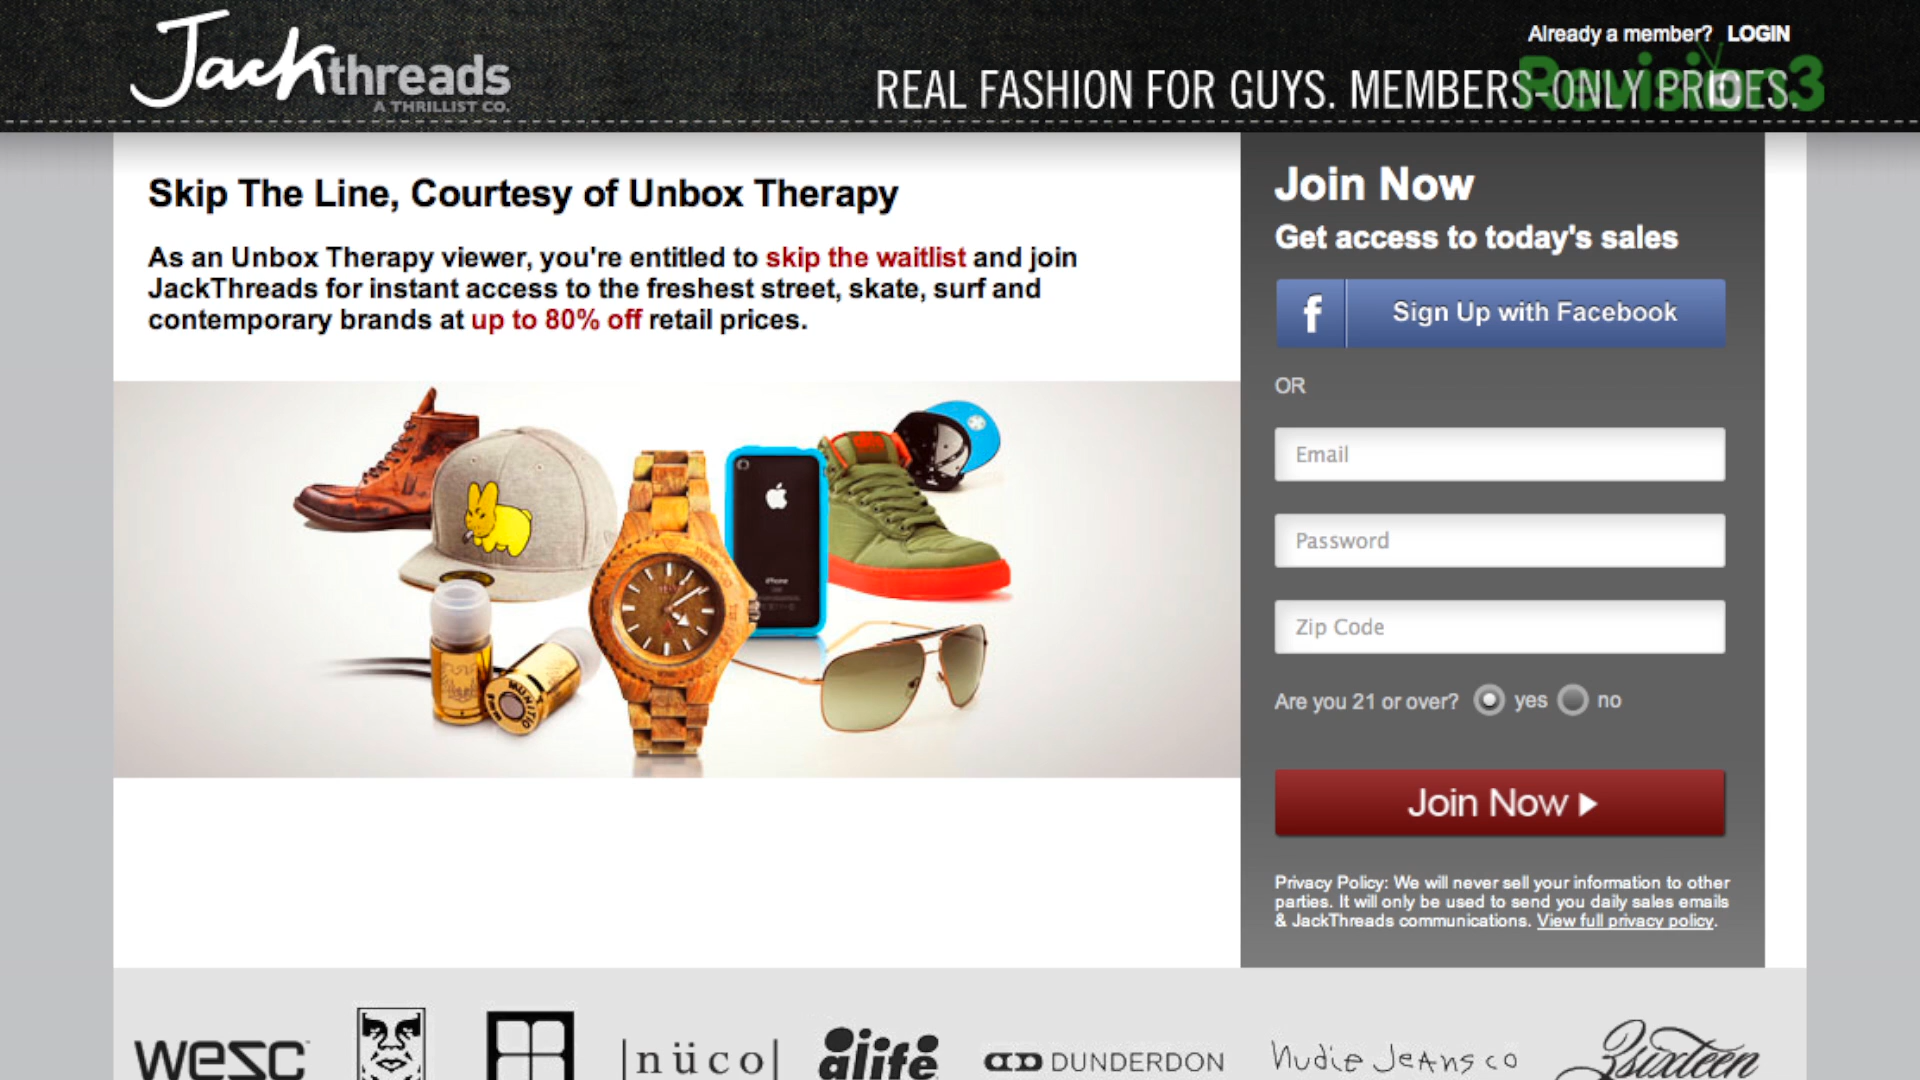 Jackthreads
A THRILLIST CO.
Already a member? LOGIN
REAL FASHION FOR GUYS. MEMBERS-ONLY PRICES.
Revision3
Skip The Line, Courtesy of Unbox Therapy
As an Unbox Therapy viewer, you're entitled to skip the waitlist and join
JackThreads for instant access to the freshest street, skate, surf and
contemporary brands at up to 80% off retail prices.
iPhone
MUNITIO
Join Now
Get access to today's sales
f Sign Up with Facebook
OR
Email
Password
Zip Code
Are you 21 or over? yes no
Join Now
Privacy Policy: We will never sell your information to other
parties. It will only be used to send you daily sales emails
& JackThreads communications. View full privacy policy.
wesc |nüco| alife DUNDERDON Nudie Jeans co 3sixteen